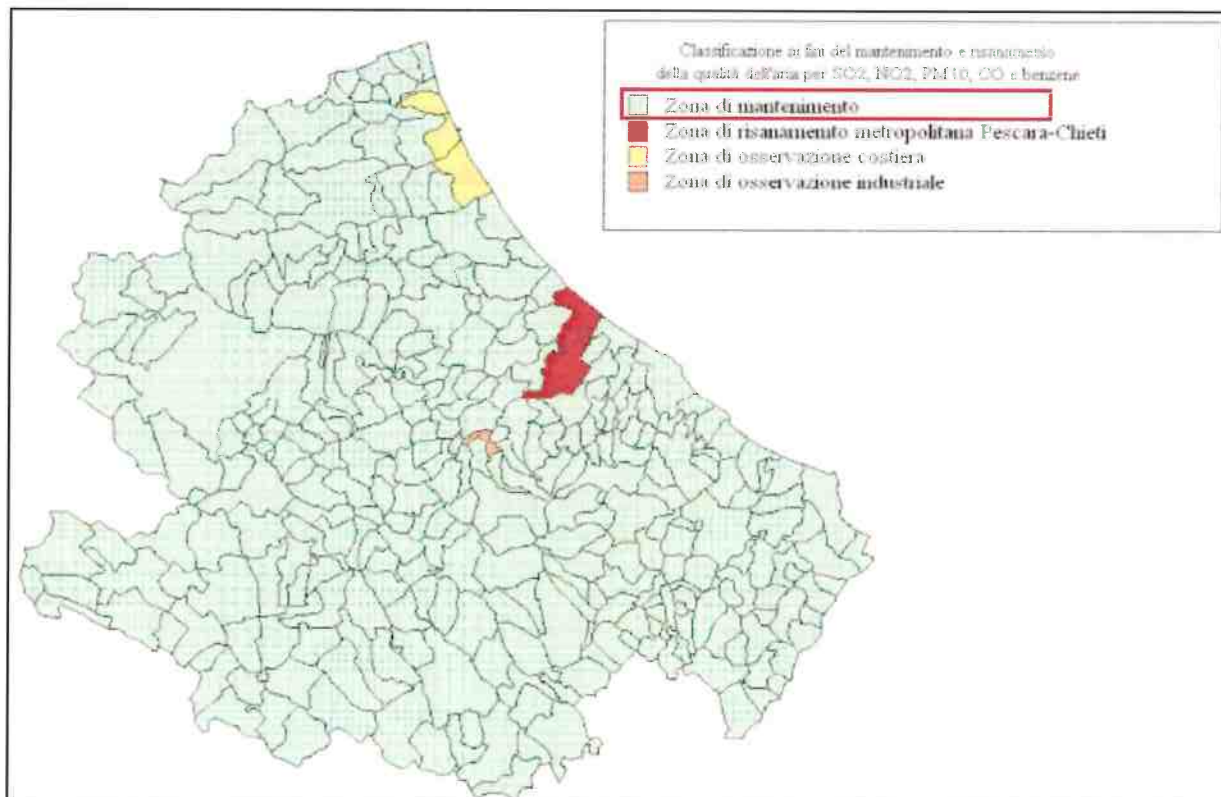 Classificazione ai fini del mantenimento e risanamento
della qualità dell'aria per SO2, NO2, PM10, CO e benzene
Zona di mantenimento
Zona di risanamento metropolitana Pescara-Chieti
Zona di osservazione costiera
Zona di osservazione industriale